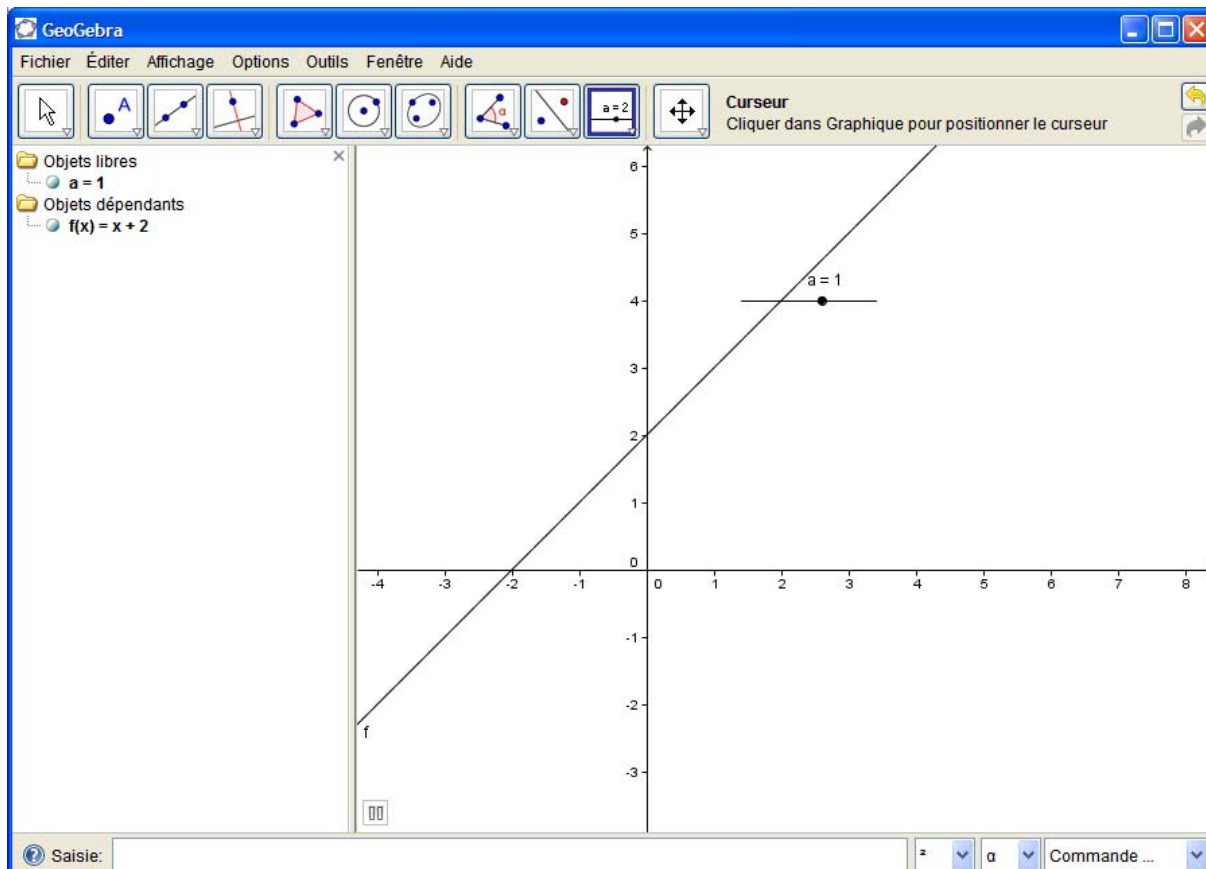 GeoGebra
Fichier Éditer Affichage Options Outils Fenêtre Aide
A
α
a = 2
Curseur
Cliquer dans Graphique pour positionner le curseur
Objets libres
a = 1
Objets dépendants
f(x) = x + 2
6
5
a = 1
4
3
2
1
0
-4 -3 -2 -1 0 1 2 3 4 5 6 7 8
-1
-2
f
-3
Saisie: ² α Commande ...